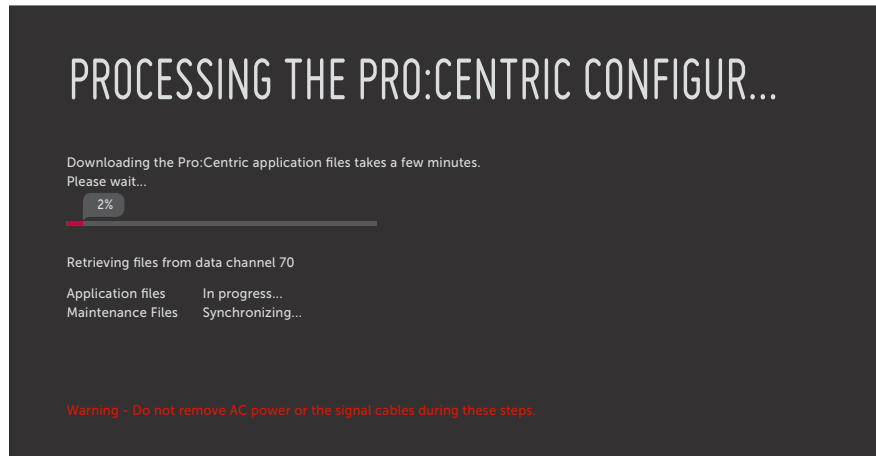 PROCESSING THE PRO:CENTRIC CONFIGUR...
Downloading the Pro:Centric application files takes a few minutes.
Please wait...
2%
Retrieving files from data channel 70
Application files In progress...
Maintenance Files Synchronizing...
Warning - Do not remove AC power or the signal cables during these steps.